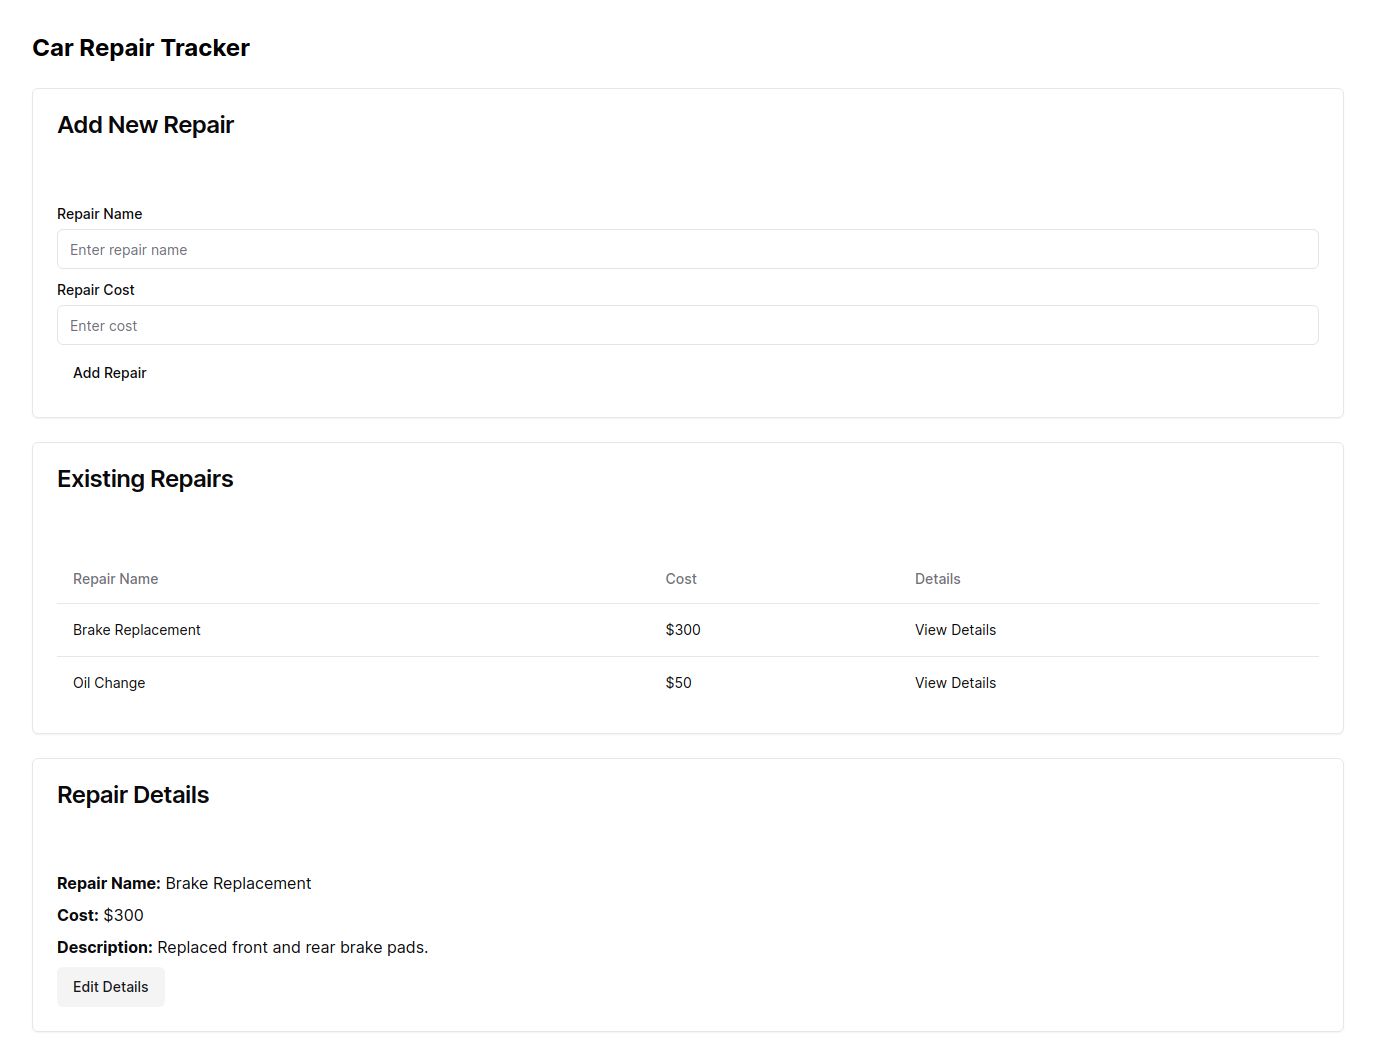 Car Repair Tracker
Add New Repair
Repair Name
Enter repair name
Repair Cost
Enter cost
Add Repair
Existing Repairs
Repair Name Cost Details
Brake Replacement $300 View Details
Oil Change $50 View Details
Repair Details
Repair Name: Brake Replacement
Cost: $300
Description: Replaced front and rear brake pads.
Edit Details